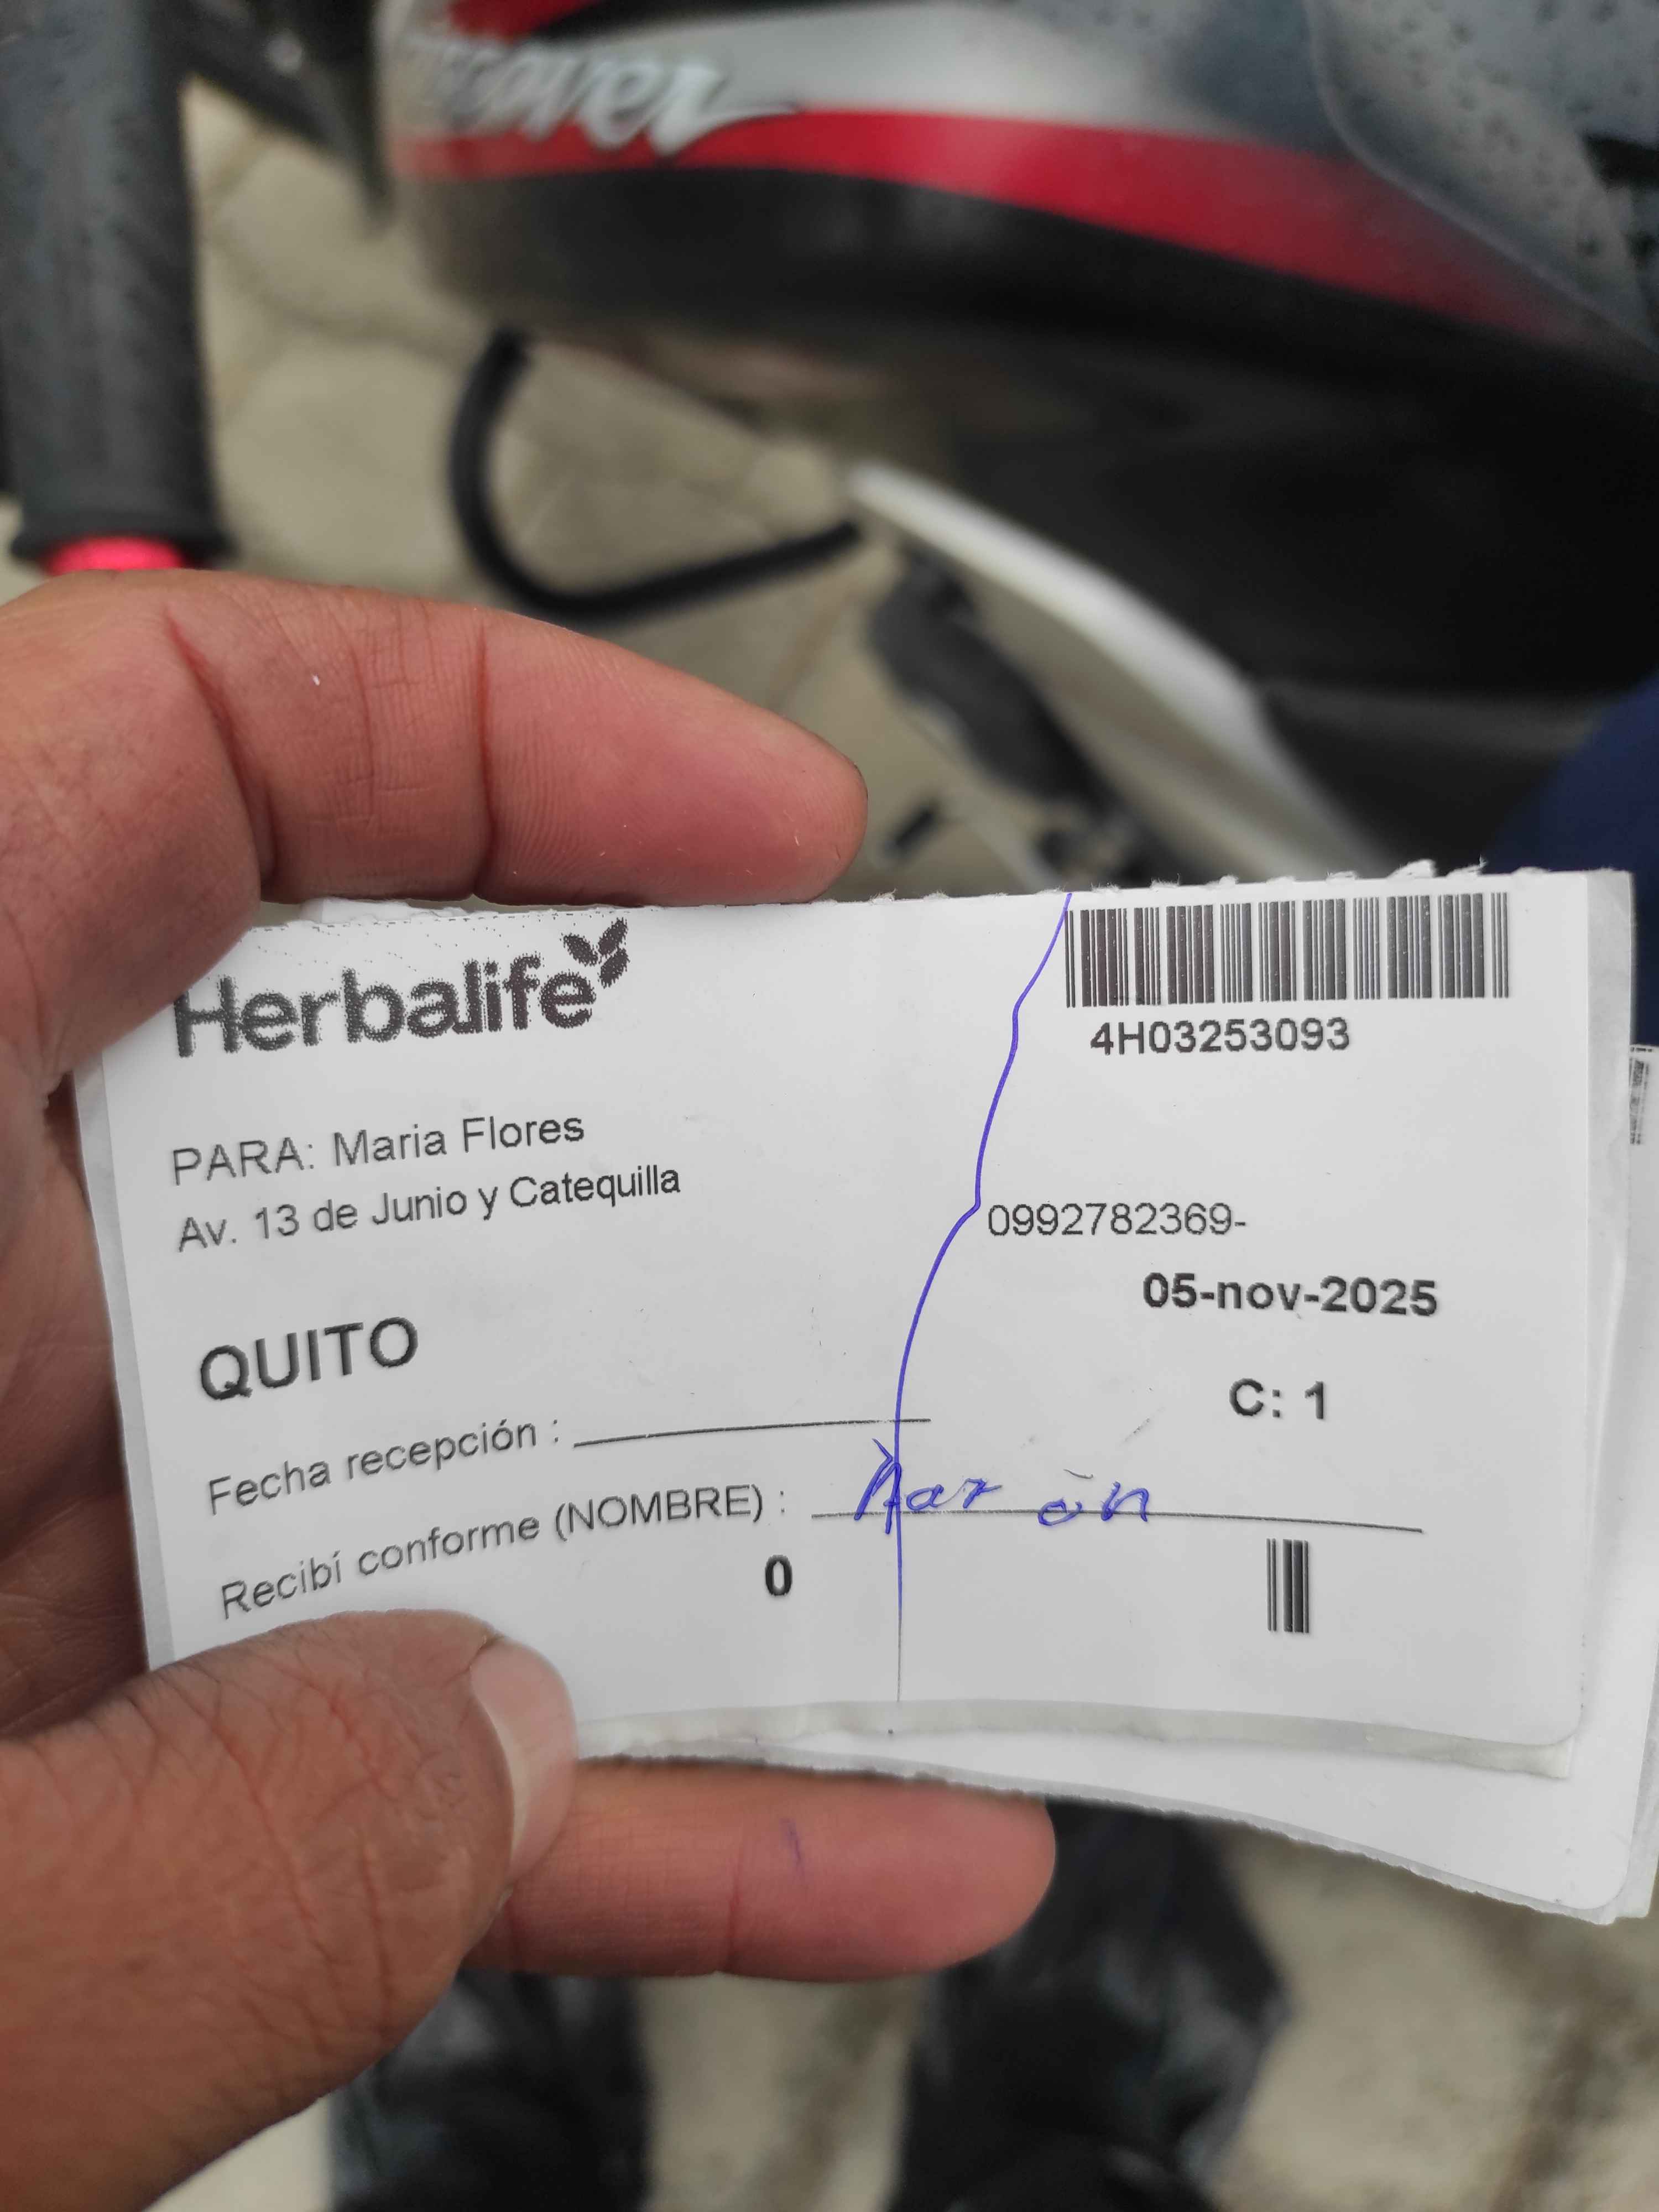 Herbalife
4H03253093
PARA: Maria Flores
Av. 13 de Junio y Catequilla
0992782369-
05-nov-2025
QUITO
C: 1
Fecha recepción :
Recibí conforme (NOMBRE) :
0